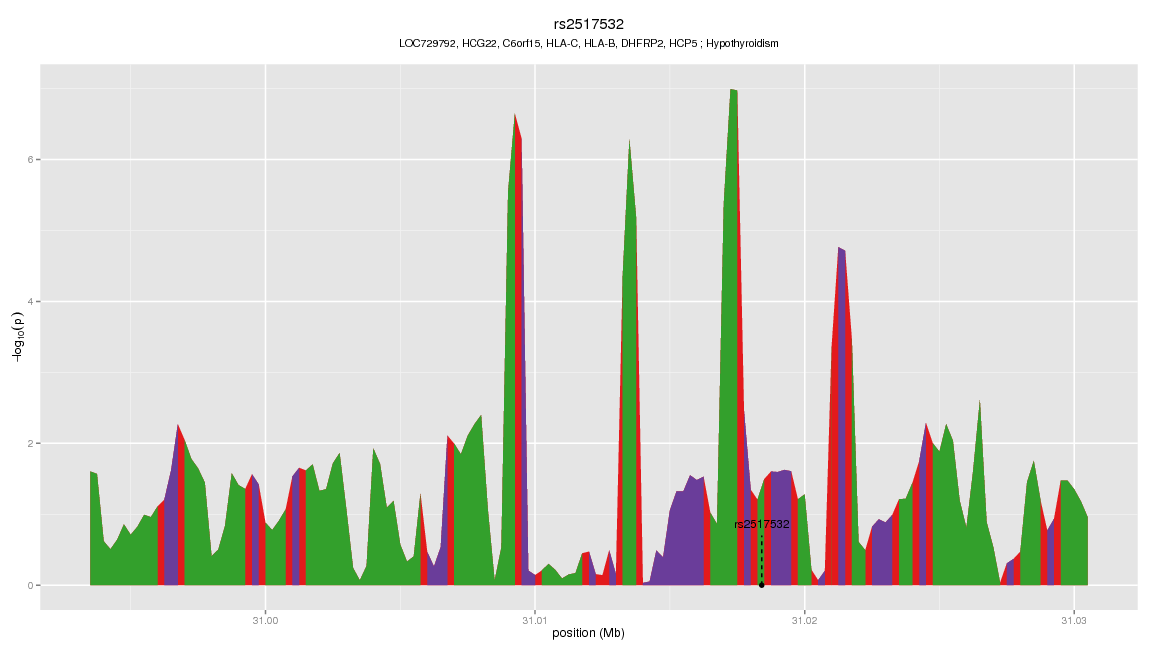 rs2517532
LOC729792, HCG22, C6orf15, HLA-C, HLA-B, DHFRP2, HCP5 ; Hypothyroidism
6
4
2
0
−log10(p)
rs2517532
31.00 31.01 31.02 31.03
position (Mb)